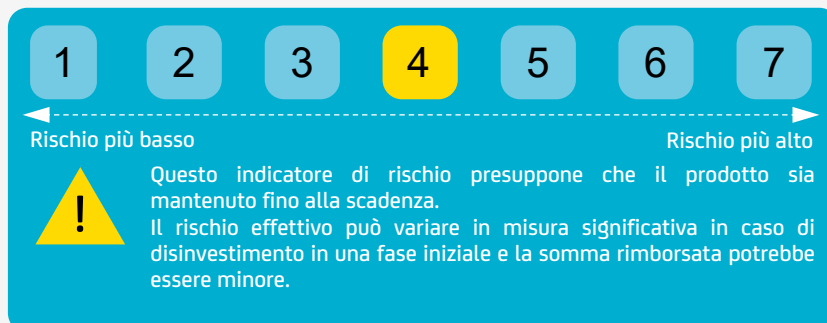 1 2 3 4 5 6 7
Rischio più basso Rischio più alto
!
Questo indicatore di rischio presuppone che il prodotto sia
mantenuto fino alla scadenza.
Il rischio effettivo può variare in misura significativa in caso di
disinvestimento in una fase iniziale e la somma rimborsata potrebbe
essere minore.